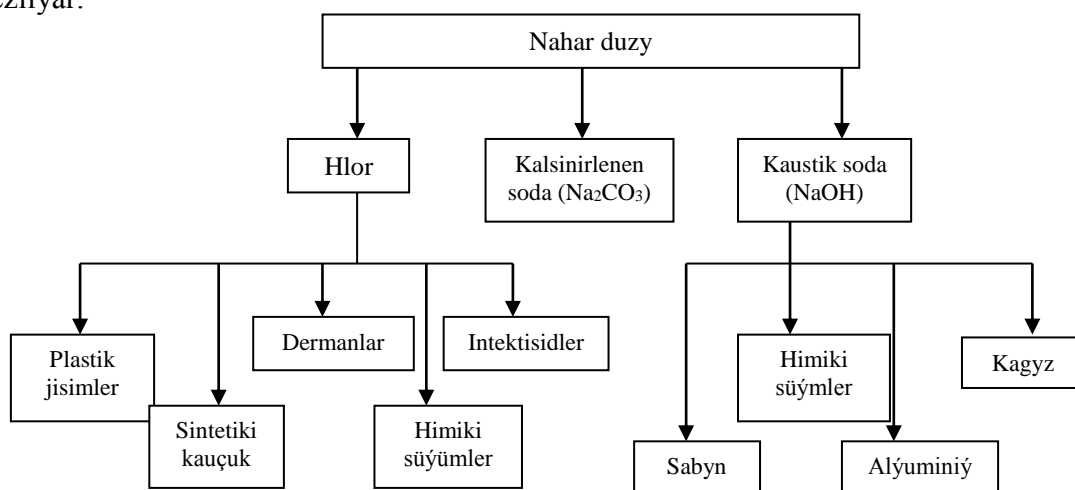 Nahar duzy
Hlor
Kalsinirlenen
soda (Na₂CO₃)
Kaustik soda
(NaOH)
Plastik
jisimler
Sintetiki
kauçuk
Dermanlar
Himiki
süýümler
Intektisidler
Sabyn
Himiki
süýmler
Alýuminiý
Kagyz